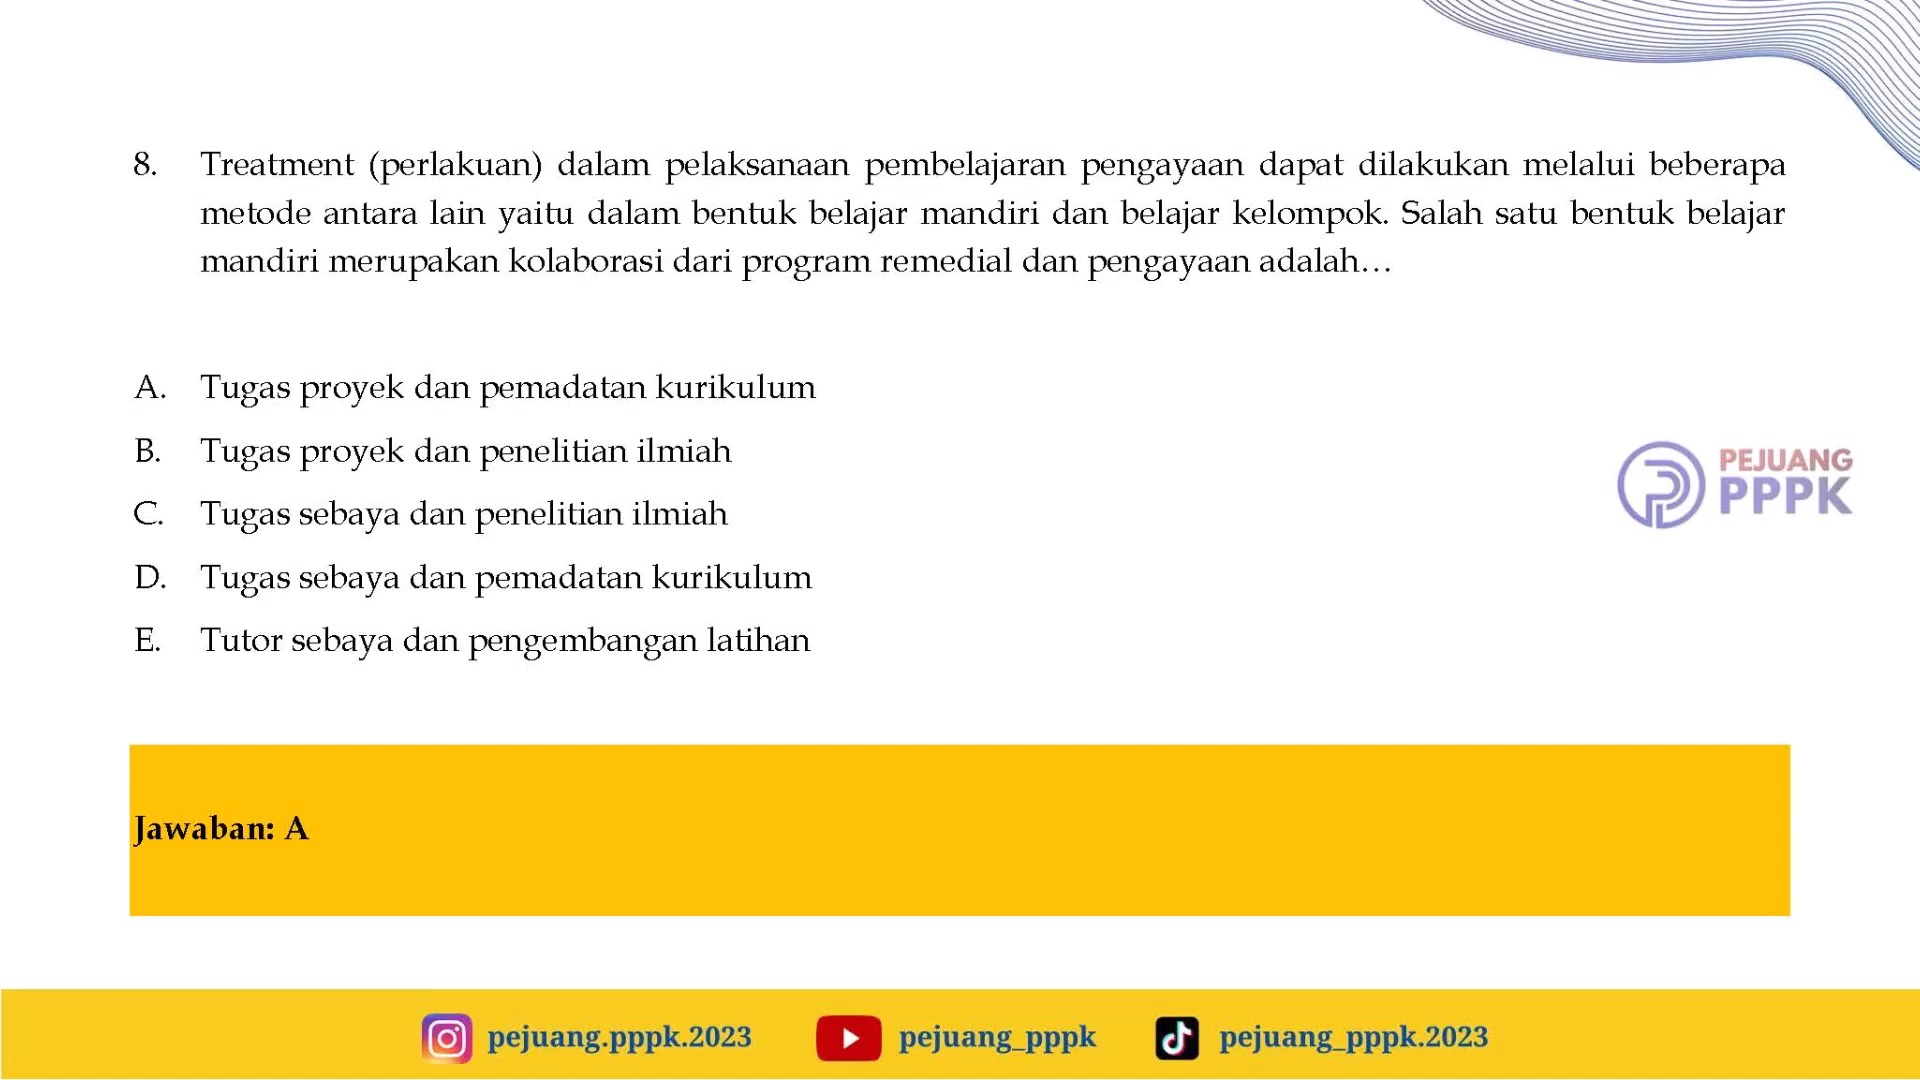 8. Treatment (perlakuan) dalam pelaksanaan pembelajaran pengayaan dapat dilakukan melalui beberapa
metode antara lain yaitu dalam bentuk belajar mandiri dan belajar kelompok. Salah satu bentuk belajar
mandiri merupakan kolaborasi dari program remedial dan pengayaan adalah…
A. Tugas proyek dan pemadatan kurikulum
B. Tugas proyek dan penelitian ilmiah
PEJUANG
PPPK
C. Tugas sebaya dan penelitian ilmiah
D. Tugas sebaya dan pemadatan kurikulum
E. Tutor sebaya dan pengembangan latihan
Jawaban: A
pejuang.pppk.2023 pejuang_pppk pejuang_pppk.2023